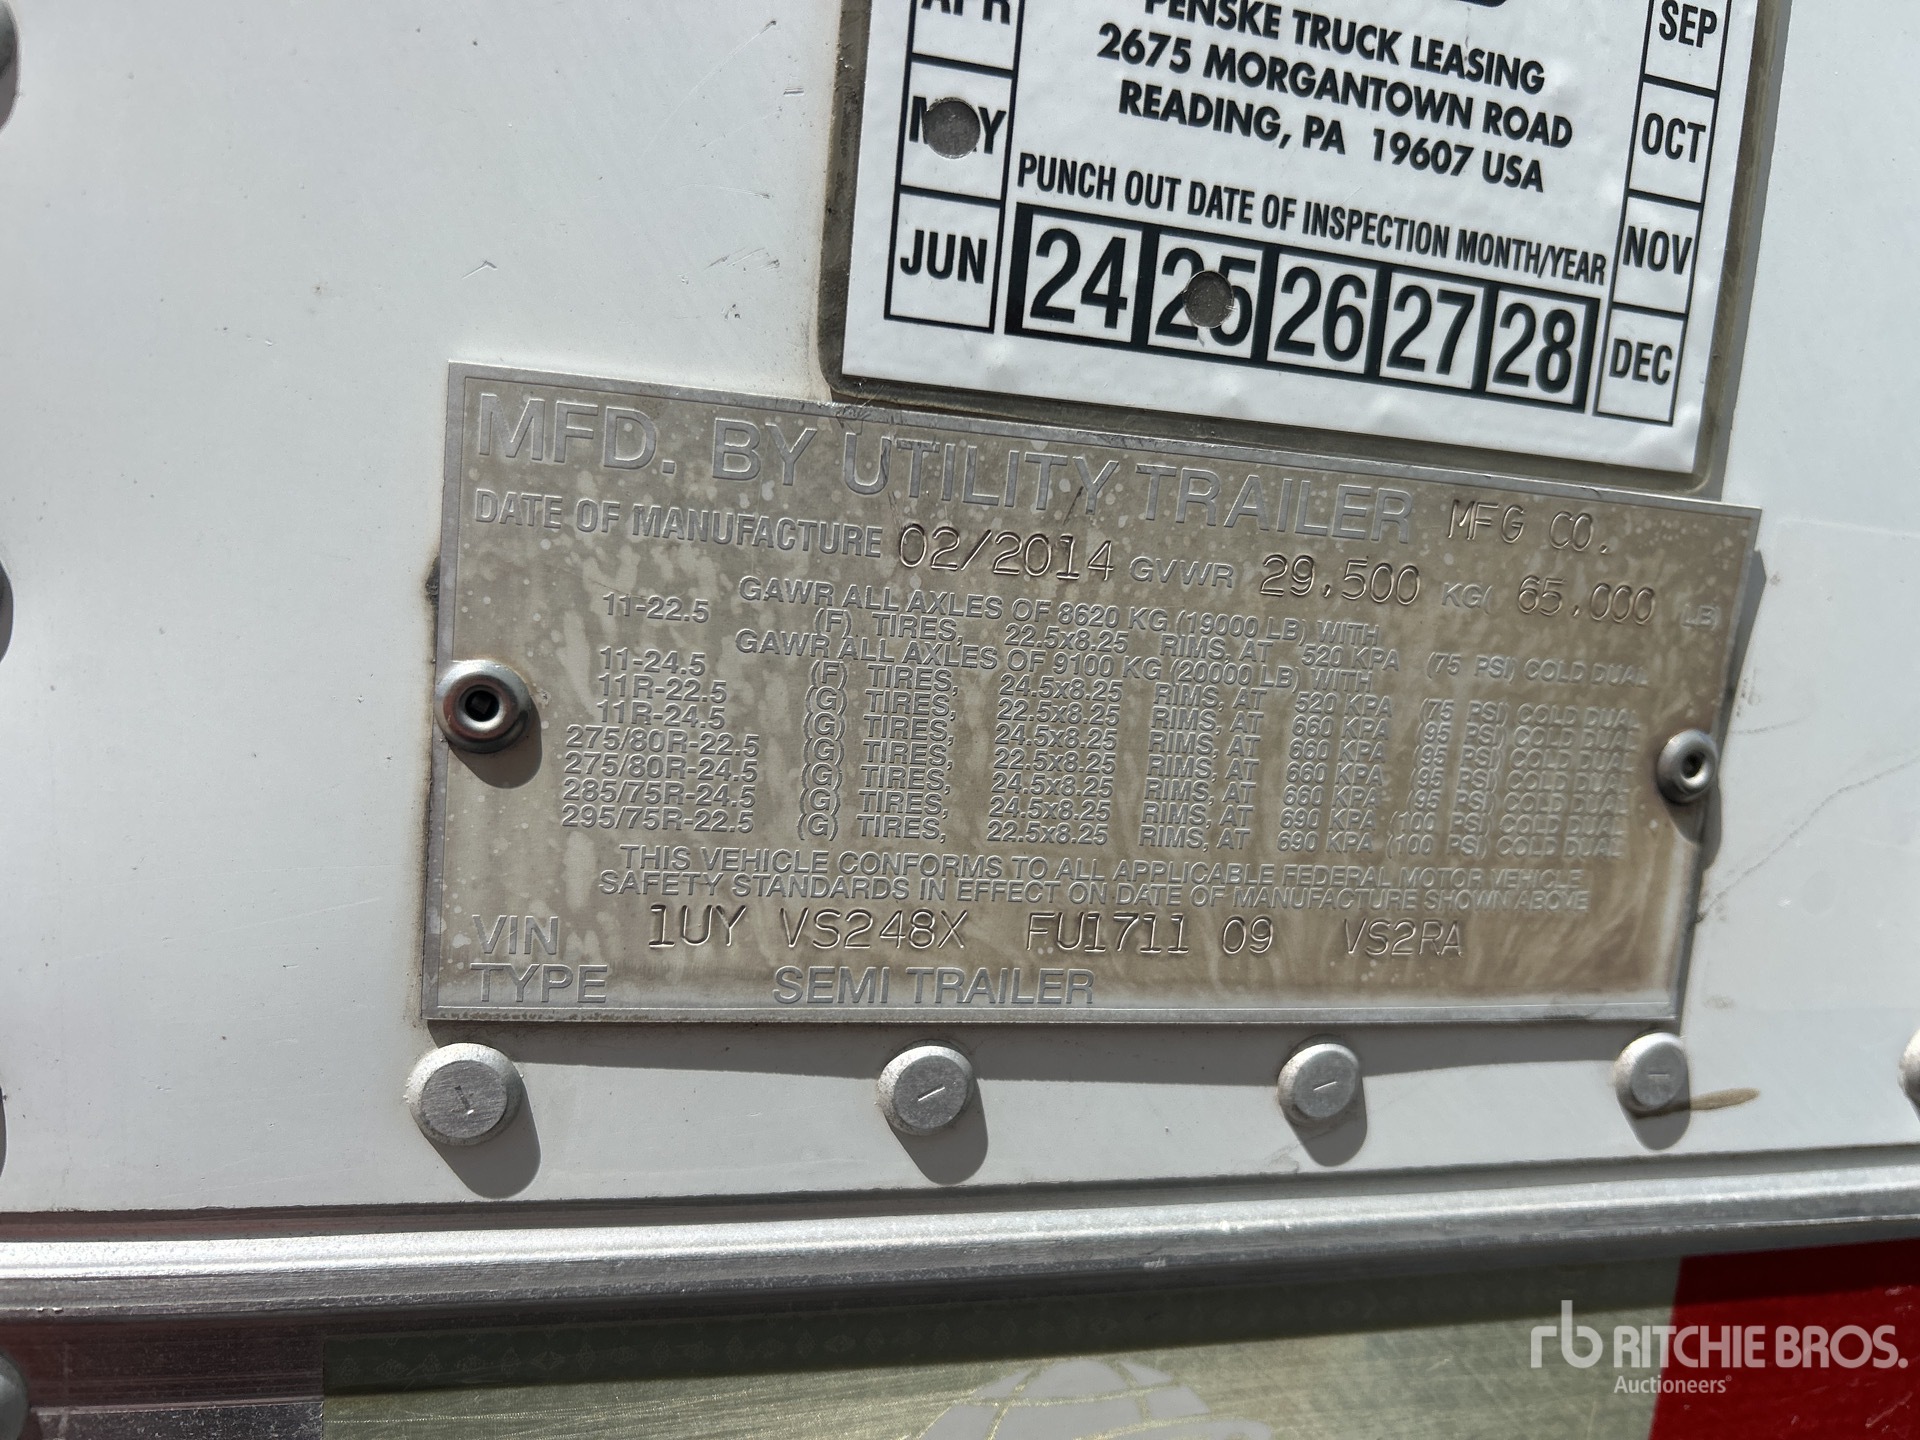 APR
PENSKE TRUCK LEASING
SEP
2675 MORGANTOWN ROAD
MAY
READING, PA 19607 USA
OCT
PUNCH OUT DATE OF INSPECTION MONTH/YEAR
JUN
24 25 26 27 28
NOV
DEC
MFD. BY UTILITY TRAILER MFG CO.
DATE OF MANUFACTURE 02/2014 GVWR 29,500 KG( 65,000 LB)
GAWR ALL AXLES OF 8620 KG (19000 LB) WITH
11-22.5 (F) TIRES, 22.5x8.25 RIMS, AT 520 KPA (75 PSI) COLD DUAL
GAWR ALL AXLES OF 9100 KG (20000 LB) WITH
11-24.5 (F) TIRES, 24.5x8.25 RIMS, AT 520 KPA (75 PSI) COLD DUAL
11R-22.5 (G) TIRES, 22.5x8.25 RIMS, AT 660 KPA (95 PSI) COLD DUAL
11R-24.5 (G) TIRES, 24.5x8.25 RIMS, AT 660 KPA (95 PSI) COLD DUAL
275/80R-22.5 (G) TIRES, 22.5x8.25 RIMS, AT 660 KPA (95 PSI) COLD DUAL
275/80R-24.5 (G) TIRES, 24.5x8.25 RIMS, AT 660 KPA (95 PSI) COLD DUAL
285/75R-24.5 (G) TIRES, 24.5x8.25 RIMS, AT 690 KPA (100 PSI) COLD DUAL
295/75R-22.5 (G) TIRES, 22.5x8.25 RIMS, AT 690 KPA (100 PSI) COLD DUAL
THIS VEHICLE CONFORMS TO ALL APPLICABLE FEDERAL MOTOR VEHICLE
SAFETY STANDARDS IN EFFECT ON DATE OF MANUFACTURE SHOWN ABOVE
VIN 1UY VS248X FU1711 09 VS2RA
TYPE SEMI TRAILER
rb RITCHIE BROS.
Auctioneers